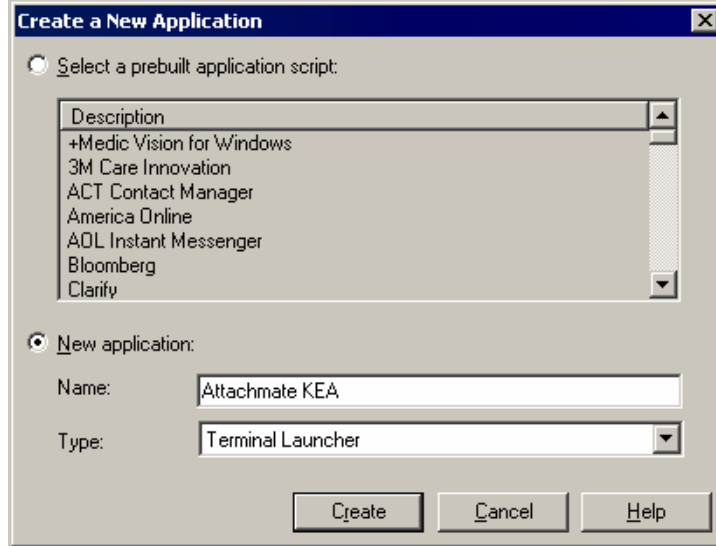 Create a New Application
Select a prebuilt application script:
Description
+Medic Vision for Windows
3M Care Innovation
ACT Contact Manager
America Online
AOL Instant Messenger
Bloomberg
Clarify
New application:
Name: Attachmate KEA
Type: Terminal Launcher
Create Cancel Help